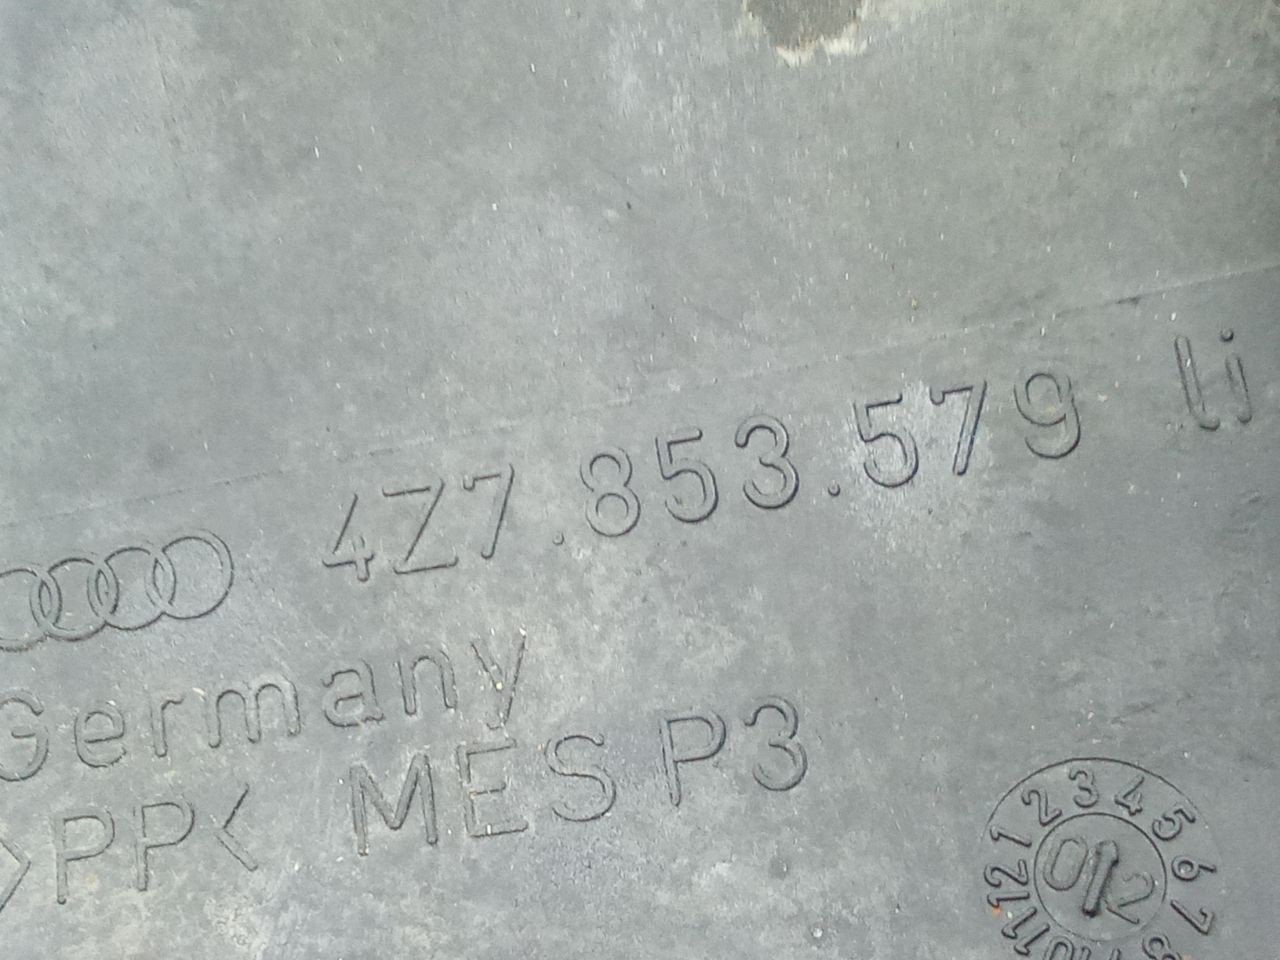 4Z7.853.579 li
Germany
>PP< MES P3
1 2 3 4 5 6 7 8 10 11 12
02